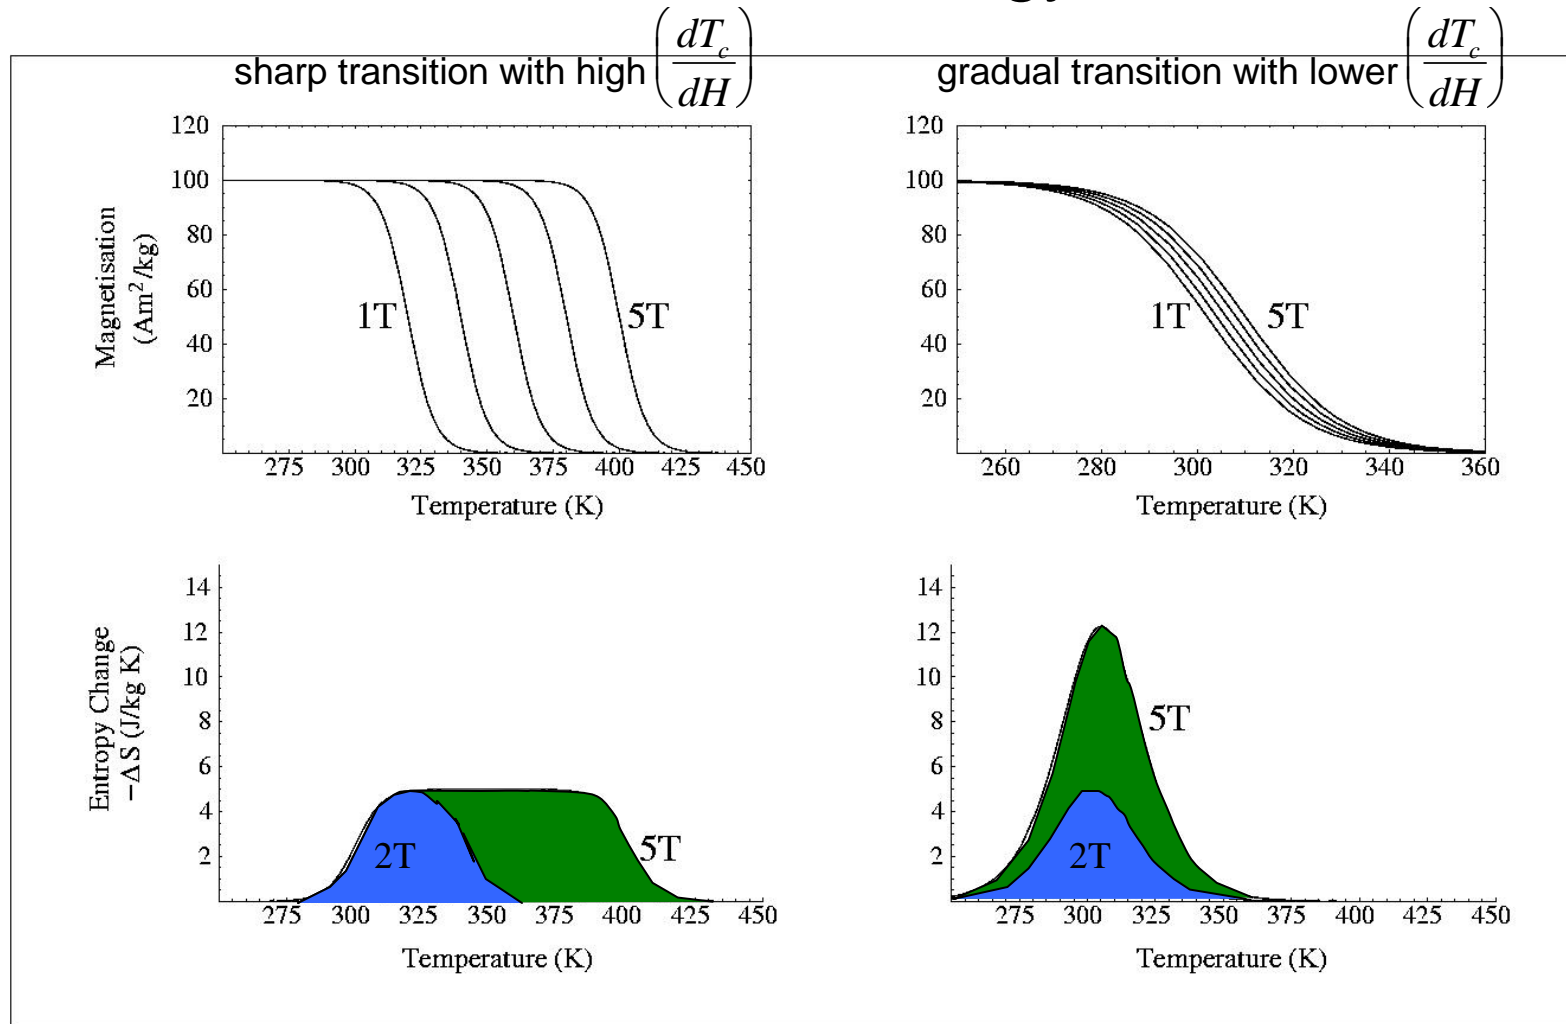 sharp transition with high (dTc/dH)
gradual transition with lower (dTc/dH)
120
100
80
60
40
20
Magnetisation
(Am²/kg)
1T
5T
275 300 325 350 375 400 425 450
Temperature (K)
120
100
80
60
40
20
1T
5T
260 280 300 320 340 360
Temperature (K)
14
12
10
8
6
4
2
Entropy Change
−ΔS (J/kg K)
2T
5T
275 300 325 350 375 400 425 450
Temperature (K)
14
12
10
8
6
4
2
5T
2T
275 300 325 350 375 400 425 450
Temperature (K)